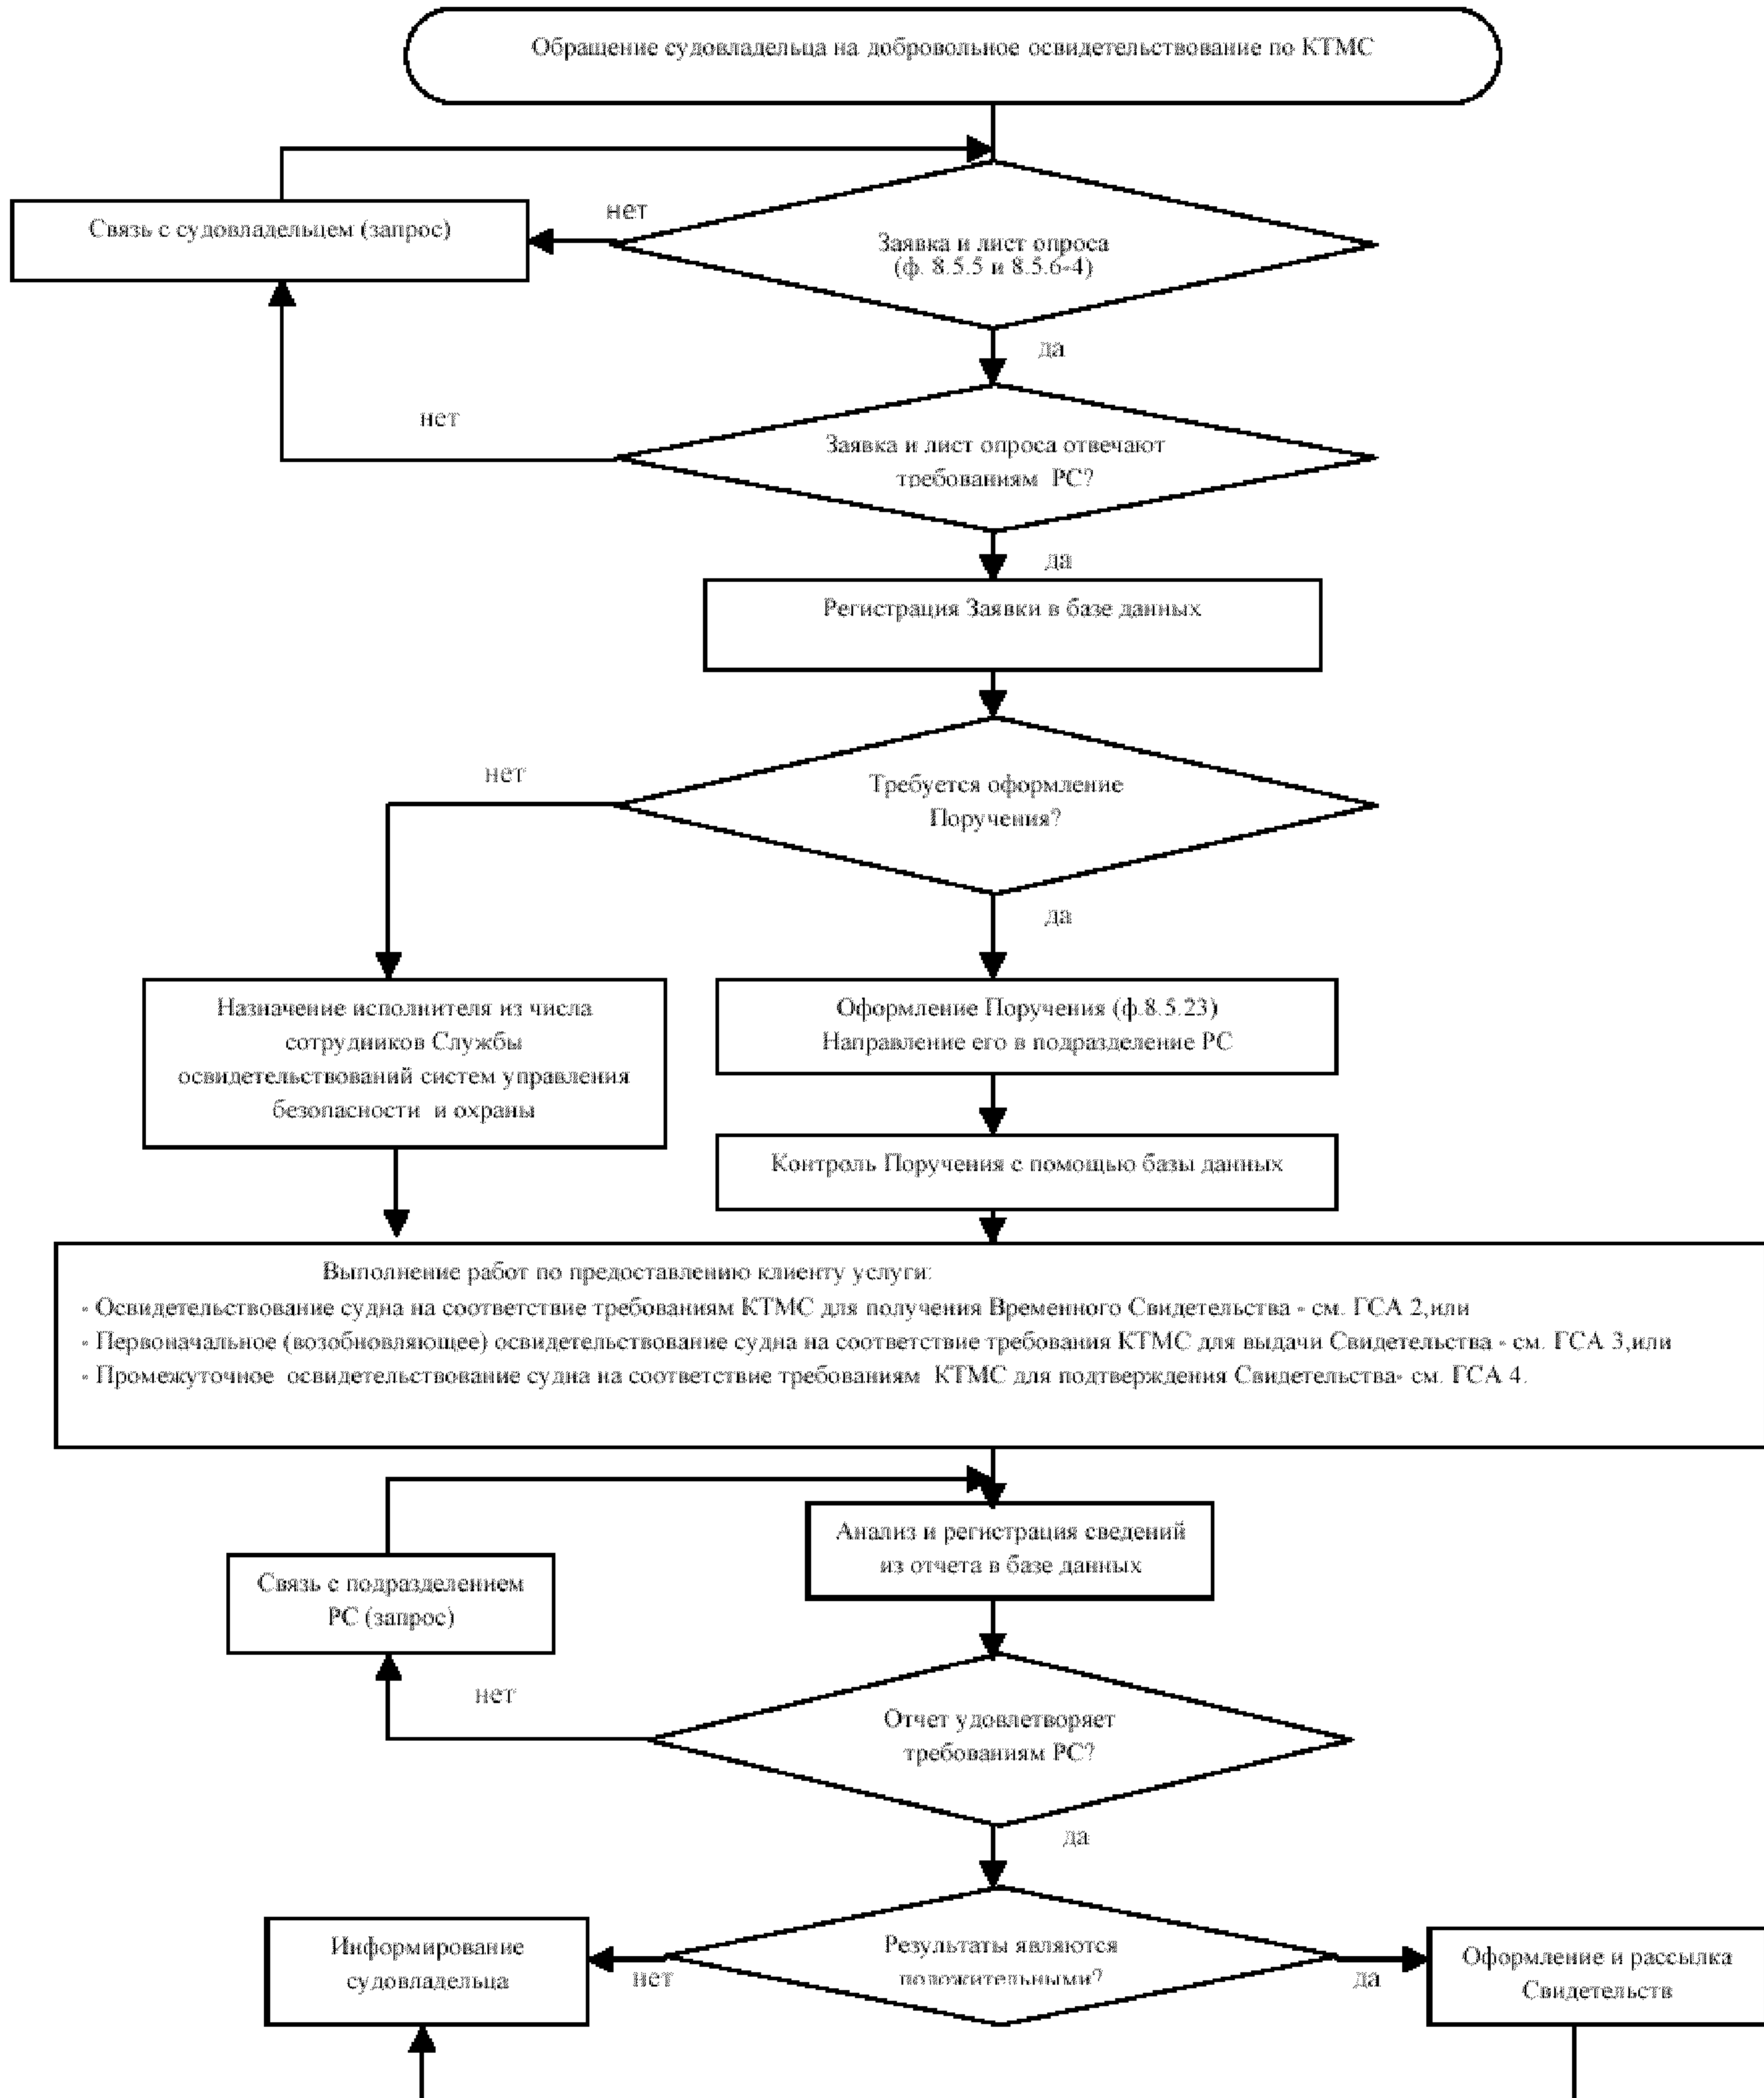 Обращение судовладельца на добровольное освидетельствование по КТМС
нет
Связь с судовладельцем (запрос)
Заявка и лист опроса
(ф. 8.5.5 и 8.5.6-4)
да
нет
Заявка и лист опроса отвечают
требованиям РС?
да
Регистрация Заявки в базе данных
нет
Требуется оформление
Поручения?
да
Назначение исполнителя из числа
сотрудников Службы
освидетельствований систем управления
безопасности и охраны
Оформление Поручения (ф.8.5.23)
Направление его в подразделение РС
Контроль Поручения с помощью базы данных
Выполнение работ по предоставлению клиенту услуги:
- Освидетельствование судна на соответствие требованиям КТМС для получения Временного Свидетельства - см. ГСА 2,или
- Первоначальное (возобновляющее) освидетельствование судна на соответствие требования КТМС для выдачи Свидетельства - см. ГСА 3,или
- Промежуточное освидетельствование судна на соответствие требованиям КТМС для подтверждения Свидетельства- см. ГСА 4.
Анализ и регистрация сведений
из отчета в базе данных
Связь с подразделением
РС (запрос)
нет
Отчет удовлетворяет
требованиям РС?
да
Информирование
судовладельца
нет
Результаты являются
положительными?
да
Оформление и рассылка
Свидетельств